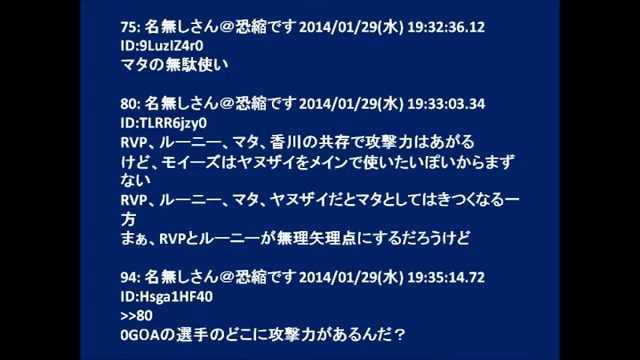 75: 名無しさん＠恐縮です 2014/01/29(水) 19:32:36.12
ID:9LuzIZ4r0
マタの無駄使い
80: 名無しさん＠恐縮です 2014/01/29(水) 19:33:03.34
ID:TLRR6jzy0
RVP、ルーニー、マタ、香川の共存で攻撃力はあがる
けど、モイーズはヤヌザイをメインで使いたいぽいからまず
ない
RVP、ルーニー、マタ、ヤヌザイだとマタとしてはきつくなる一
方
まぁ、RVPとルーニーが無理矢理点にするだろうけど
94: 名無しさん＠恐縮です 2014/01/29(水) 19:35:14.72
ID:Hsga1HF40
>>80
0GOAの選手のどこに攻撃力があるんだ？